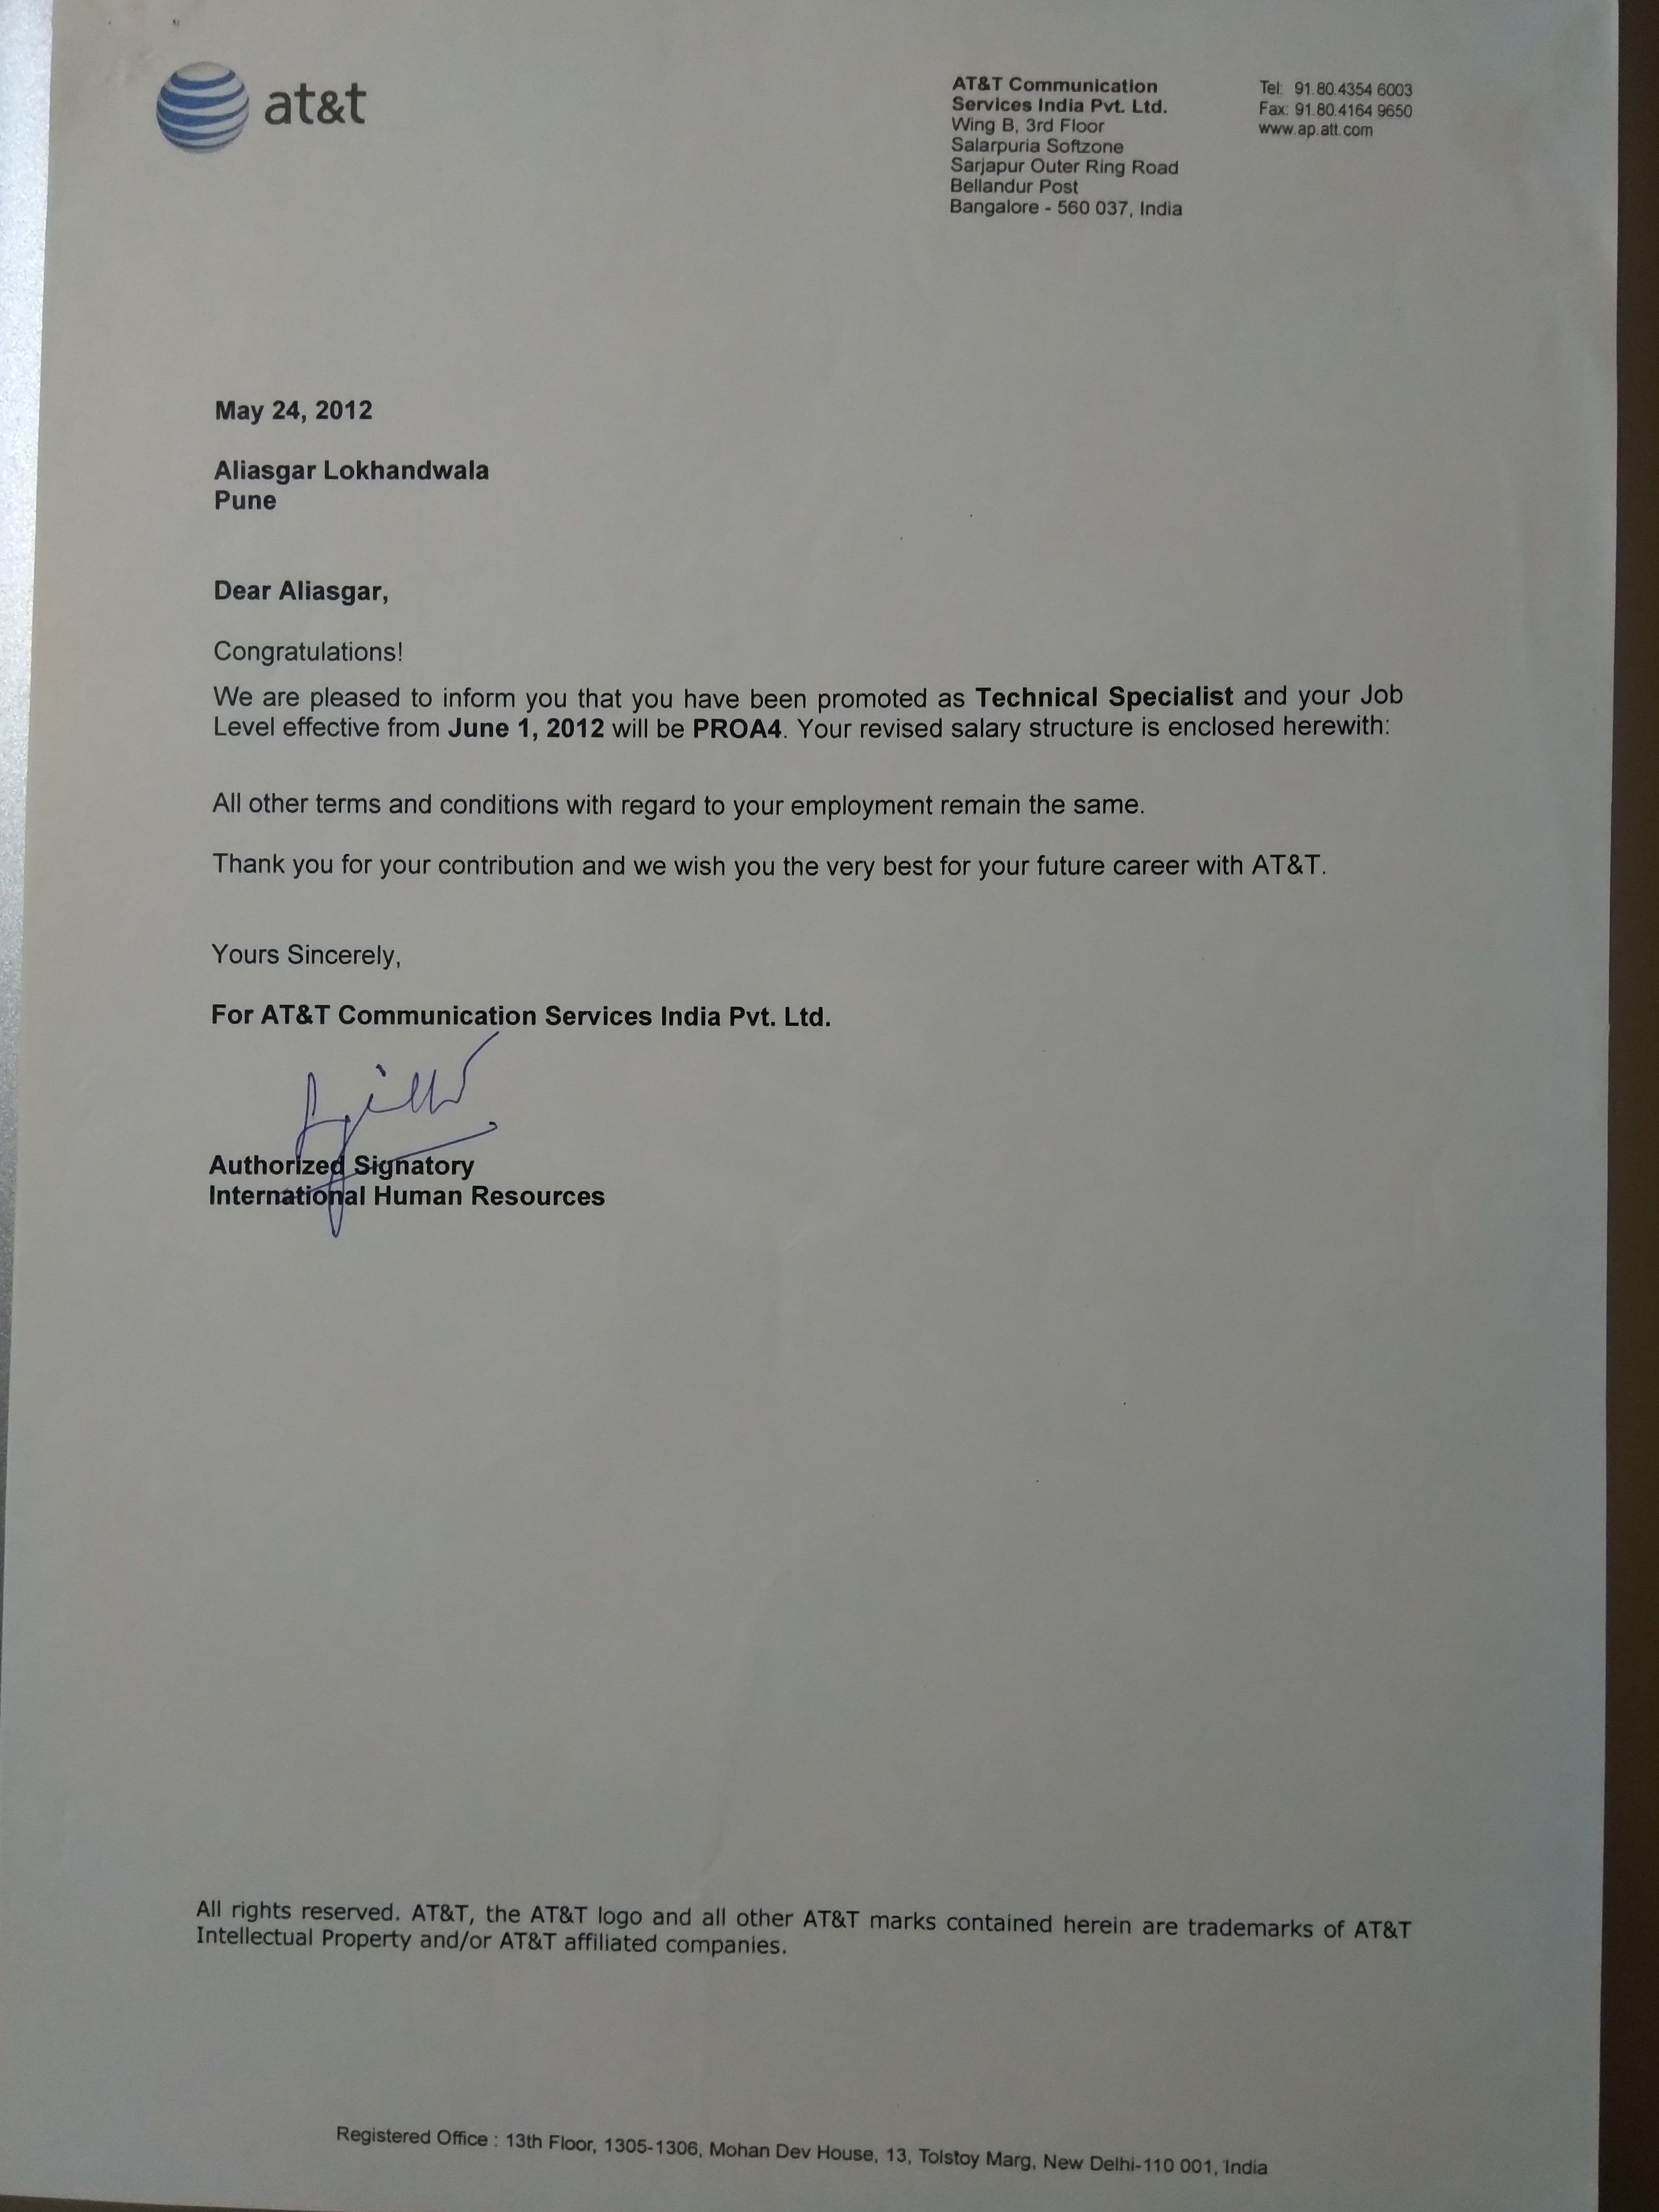 at&t
AT&T Communication
Services India Pvt. Ltd.
Wing B, 3rd Floor
Salarpuria Softzone
Sarjapur Outer Ring Road
Bellandur Post
Bangalore - 560 037, India
Tel: 91.80.4354 6003
Fax: 91.80.4164 9650
www.ap.att.com
May 24, 2012
Aliasgar Lokhandwala
Pune
Dear Aliasgar,
Congratulations!
We are pleased to inform you that you have been promoted as Technical Specialist and your Job
Level effective from June 1, 2012 will be PROA4. Your revised salary structure is enclosed herewith:
All other terms and conditions with regard to your employment remain the same.
Thank you for your contribution and we wish you the very best for your future career with AT&T.
Yours Sincerely,
For AT&T Communication Services India Pvt. Ltd.
Authorized Signatory
International Human Resources
All rights reserved. AT&T, the AT&T logo and all other AT&T marks contained herein are trademarks of AT&T
Intellectual Property and/or AT&T affiliated companies.
Registered Office : 13th Floor, 1305-1306, Mohan Dev House, 13, Tolstoy Marg, New Delhi-110 001, India